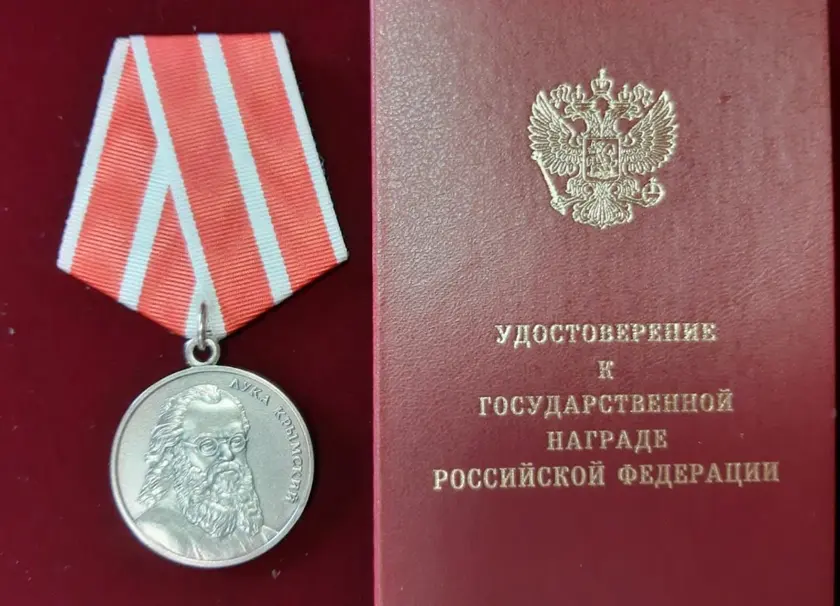 ЛУКА КРЫМСКИЙ
УДОСТОВЕРЕНИЕ
К
ГОСУДАРСТВЕННОЙ
НАГРАДЕ
РОССИЙСКОЙ ФЕДЕРАЦИИ